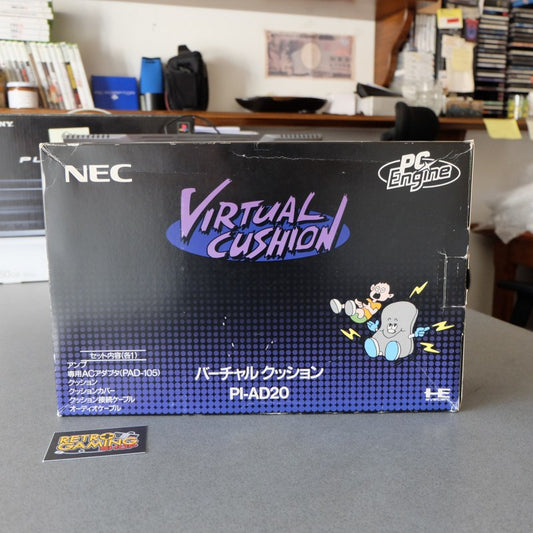 NEC
PC Engine
VIRTUAL
CUSHION
セット内容(各1)
アンプ
専用ACアダプタ(PAD-105)
クッション
クッションカバー
クッション接続ケーブル
オーディオケーブル
バーチャル クッション
PI-AD20
HE
RETRO
GAMING